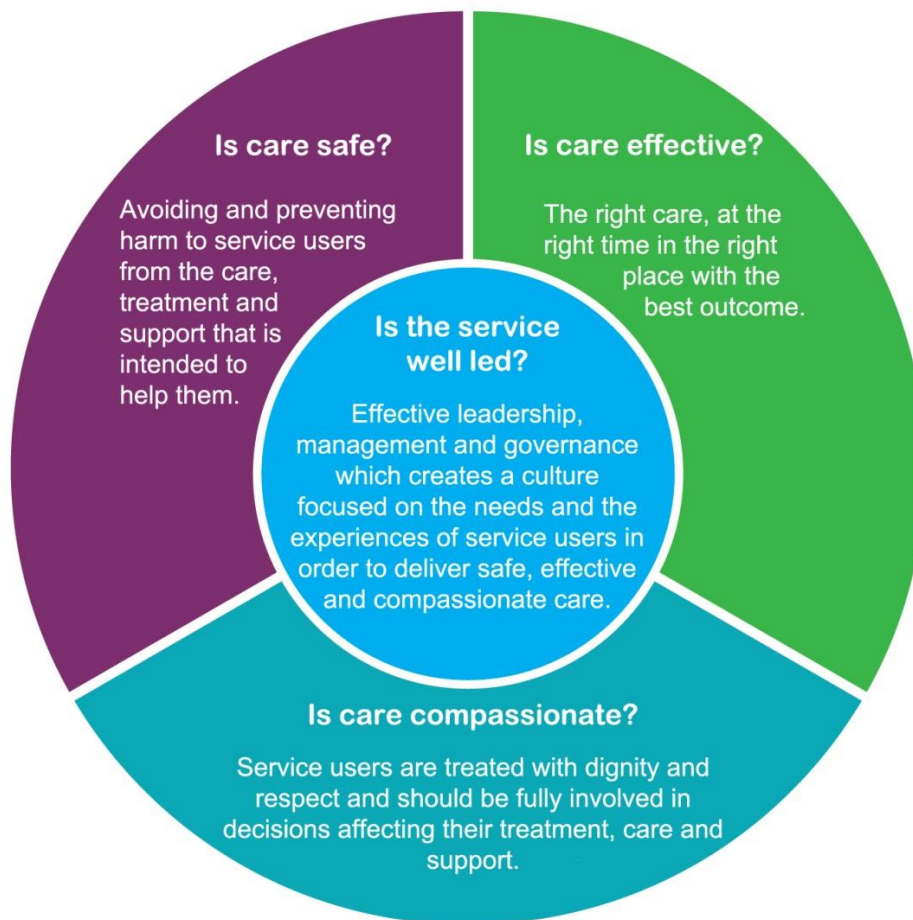 Is care safe?
Avoiding and preventing
harm to service users
from the care,
treatment and
support that is
intended to
help them.
Is care effective?
The right care, at the
right time in the right
place with the
best outcome.
Is the service
well led?
Effective leadership,
management and governance
which creates a culture
focused on the needs and the
experiences of service users in
order to deliver safe, effective
and compassionate care.
Is care compassionate?
Service users are treated with dignity and
respect and should be fully involved in
decisions affecting their treatment, care and
support.